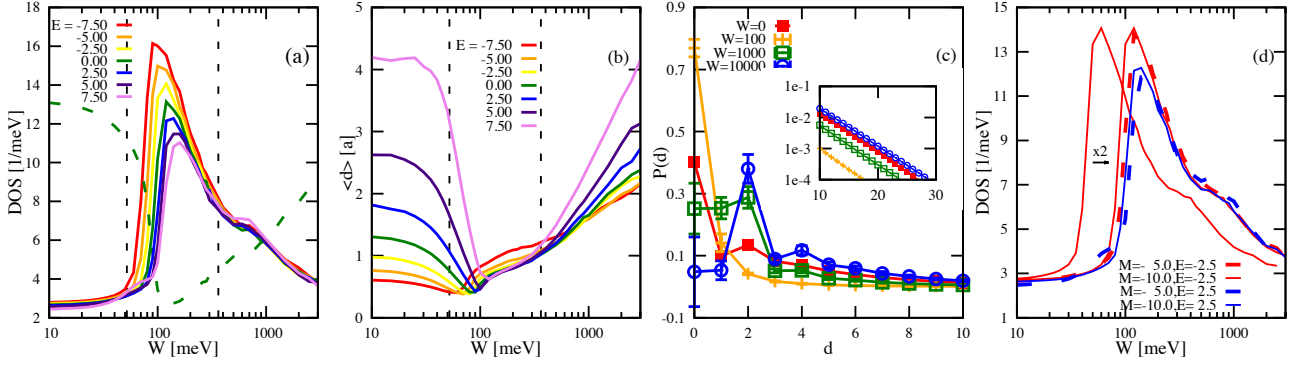 (a)
DOS [1/meV]
18
16
14
12
10
8
6
4
2
E = -7.50
-5.00
-2.50
0.00
2.50
5.00
7.50
10
100
1000
W [meV]
(b)
<d> [a]
5
4
3
2
1
0
E = -7.50
-5.00
-2.50
0.00
2.50
5.00
7.50
10
100
1000
W [meV]
(c)
P(d)
0.9
0.7
0.5
0.3
0.1
-0.1
W=0
W=100
W=1000
W=10000
1e-1
1e-2
1e-3
1e-4
10
20
30
0
2
4
6
8
10
d
(d)
DOS [1/meV]
15
13
11
9
7
5
3
1
x2
M=- 5.0,E=-2.5
M=-10.0,E=-2.5
M=- 5.0,E= 2.5
M=-10.0,E= 2.5
10
100
1000
W [meV]